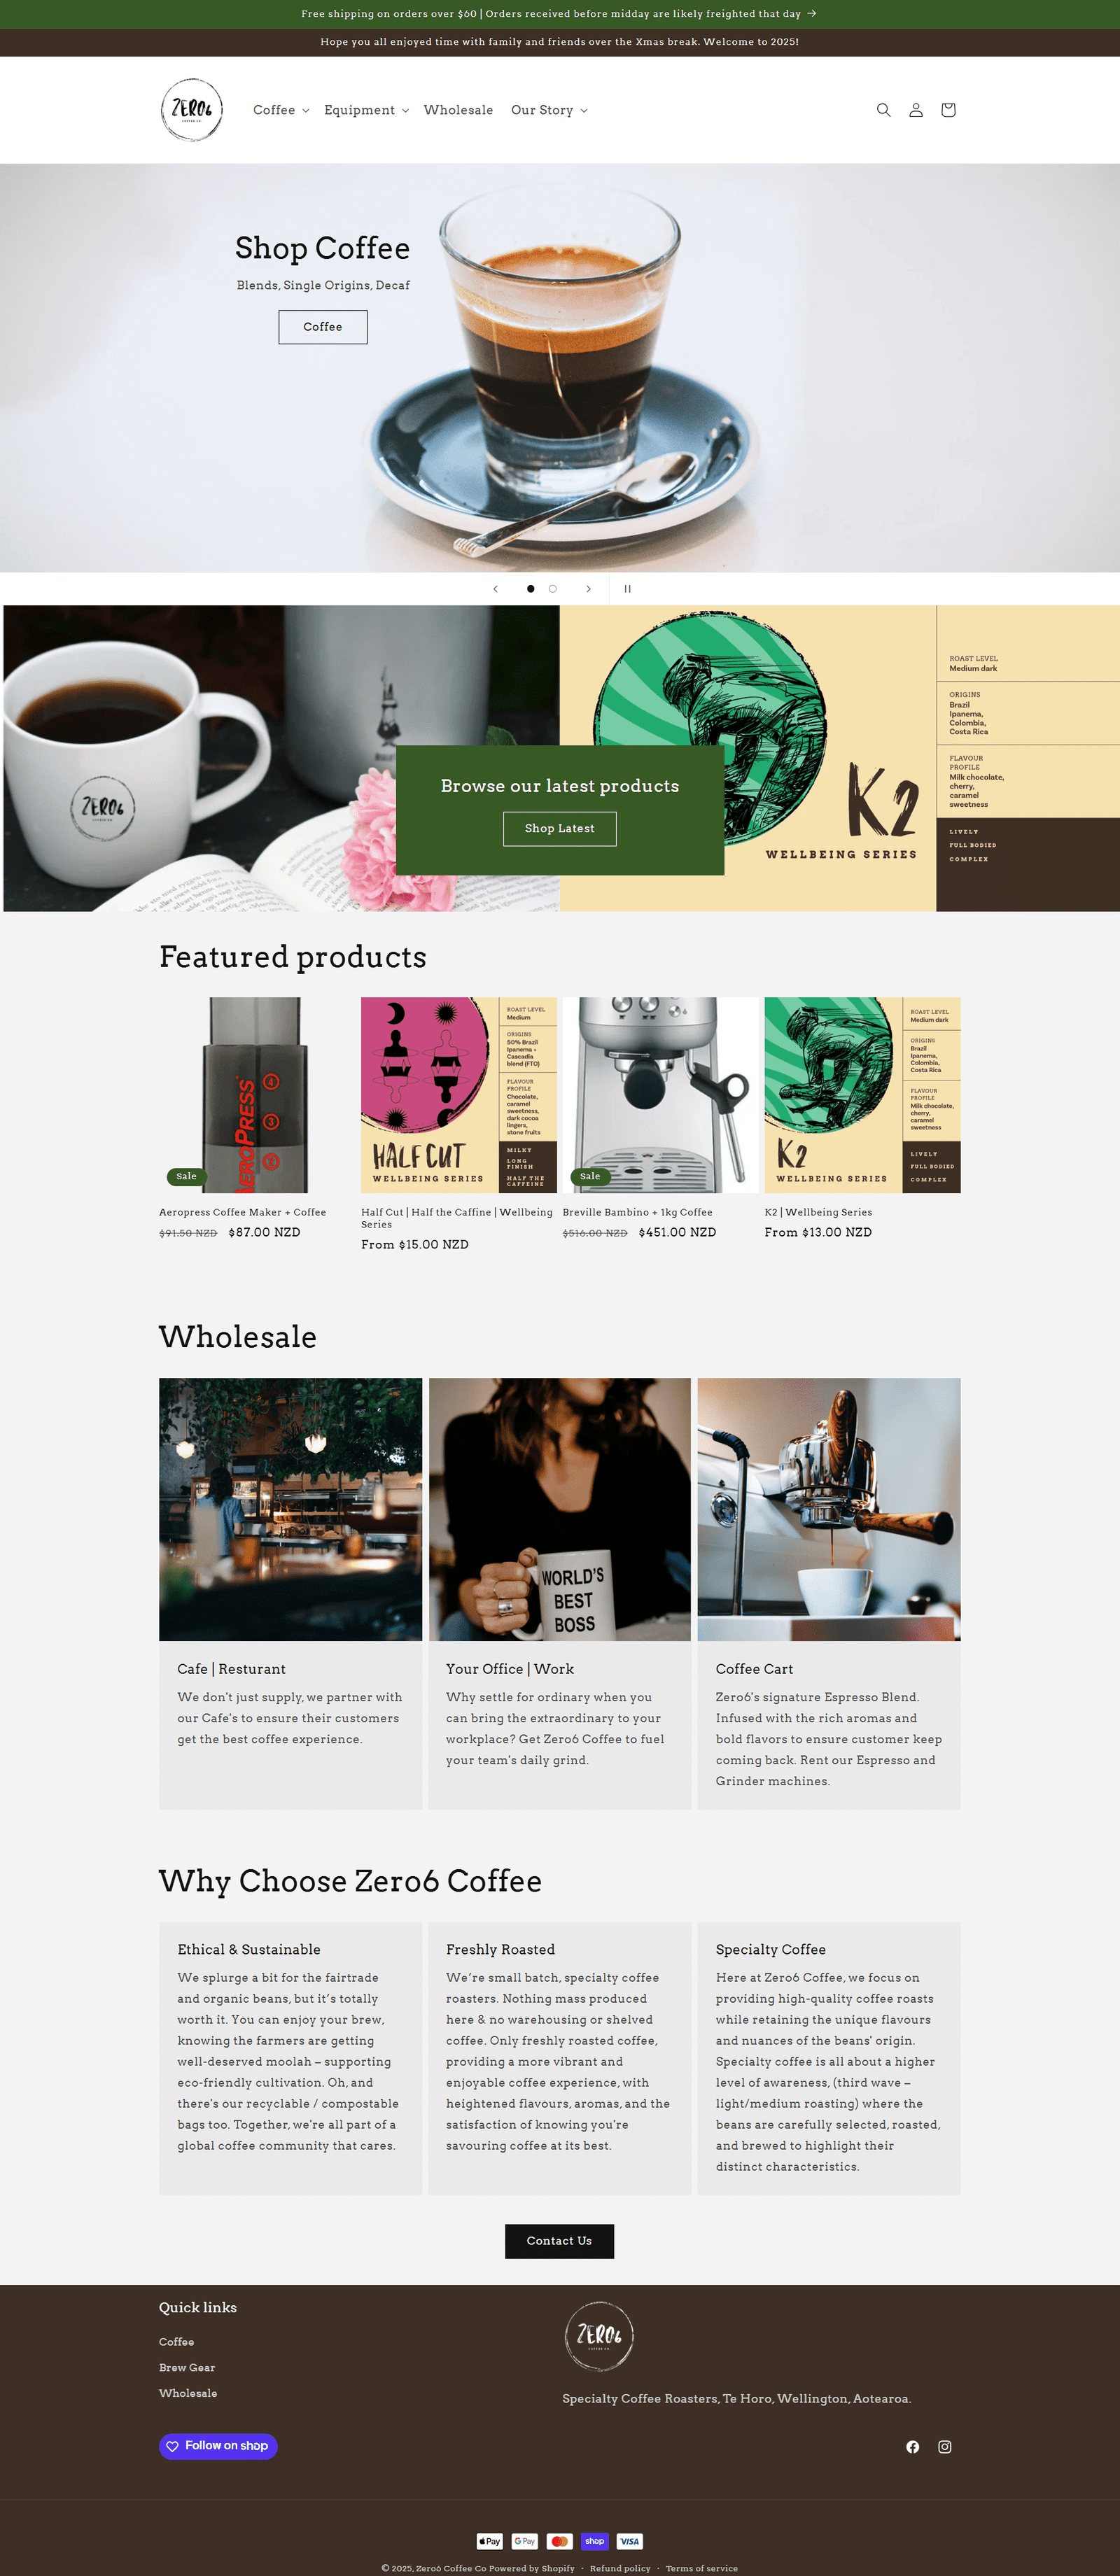 Free shipping on orders over $60 | Orders received before midday are likely freighted that day →
Hope you all enjoyed time with family and friends over the Xmas break. Welcome to 2025!
ZERO6
COFFEE CO.
Coffee
Equipment
Wholesale
Our Story
Shop Coffee
Blends, Single Origins, Decaf
Coffee
ZERO6
Browse our latest products
Shop Latest
K2
WELLBEING SERIES
ROAST LEVEL
Medium dark
ORIGINS
Brazil
Ipanema,
Colombia,
Costa Rica
FLAVOUR
PROFILE
Milk chocolate,
cherry,
caramel
sweetness
LIVELY
FULL BODIED
COMPLEX
Featured products
AEROPRESS
4
3
2
Sale
Aeropress Coffee Maker + Coffee
$91.50 NZD $87.00 NZD
HALF CUT
WELLBEING SERIES
ROAST LEVEL
Medium
ORIGINS
50% Brazil
Ipanema +
Cascadia
blend (FTO)
FLAVOUR
PROFILE
Chocolate,
caramel
sweetness,
dark cocoa
lingers,
stone fruits
MILKY
LONG
FINISH
HALF THE
CAFFEINE
Half Cut | Half the Caffine | Wellbeing
Series
From $15.00 NZD
Sale
Breville Bambino + 1kg Coffee
$516.00 NZD $451.00 NZD
K2
WELLBEING SERIES
ROAST LEVEL
Medium dark
ORIGINS
Brazil
Ipanema,
Colombia,
Costa Rica
FLAVOUR
PROFILE
Milk chocolate,
cherry,
caramel
sweetness
LIVELY
FULL BODIED
COMPLEX
K2 | Wellbeing Series
From $13.00 NZD
Wholesale
Cafe | Resturant
We don't just supply, we partner with
our Cafe's to ensure their customers
get the best coffee experience.
WORLD'S
BEST
BOSS
Your Office | Work
Why settle for ordinary when you
can bring the extraordinary to your
workplace? Get Zero6 Coffee to fuel
your team's daily grind.
Coffee Cart
Zero6's signature Espresso Blend.
Infused with the rich aromas and
bold flavors to ensure customer keep
coming back. Rent our Espresso and
Grinder machines.
Why Choose Zero6 Coffee
Ethical & Sustainable
We splurge a bit for the fairtrade
and organic beans, but it’s totally
worth it. You can enjoy your brew,
knowing the farmers are getting
well-deserved moolah – supporting
eco-friendly cultivation. Oh, and
there's our recyclable / compostable
bags too. Together, we're all part of a
global coffee community that cares.
Freshly Roasted
We’re small batch, specialty coffee
roasters. Nothing mass produced
here & no warehousing or shelved
coffee. Only freshly roasted coffee,
providing a more vibrant and
enjoyable coffee experience, with
heightened flavours, aromas, and the
satisfaction of knowing you're
savouring coffee at its best.
Specialty Coffee
Here at Zero6 Coffee, we focus on
providing high-quality coffee roasts
while retaining the unique flavours
and nuances of the beans' origin.
Specialty coffee is all about a higher
level of awareness, (third wave –
light/medium roasting) where the
beans are carefully selected, roasted,
and brewed to highlight their
distinct characteristics.
Contact Us
Quick links
Coffee
Brew Gear
Wholesale
ZERO6
COFFEE CO.
Specialty Coffee Roasters, Te Horo, Wellington, Aotearoa.
Follow on shop
Apple Pay
G Pay
shop
VISA
© 2025, Zero6 Coffee Co Powered by Shopify · Refund policy · Terms of service